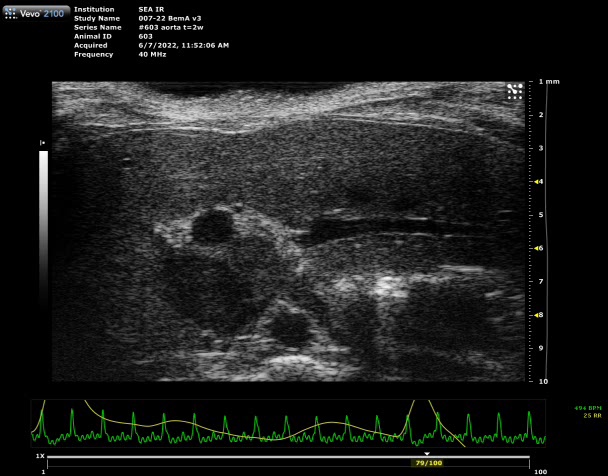 Vevo 2100
Institution SEA IR
Study Name 007-22 BemA v3
Series Name #603 aorta t=2w
Animal ID 603
Acquired 6/7/2022, 11:52:06 AM
Frequency 40 MHz
1 mm
2
3
4
5
6
7
8
9
10
494 BPM
25 RR
1X
79/100
1
100